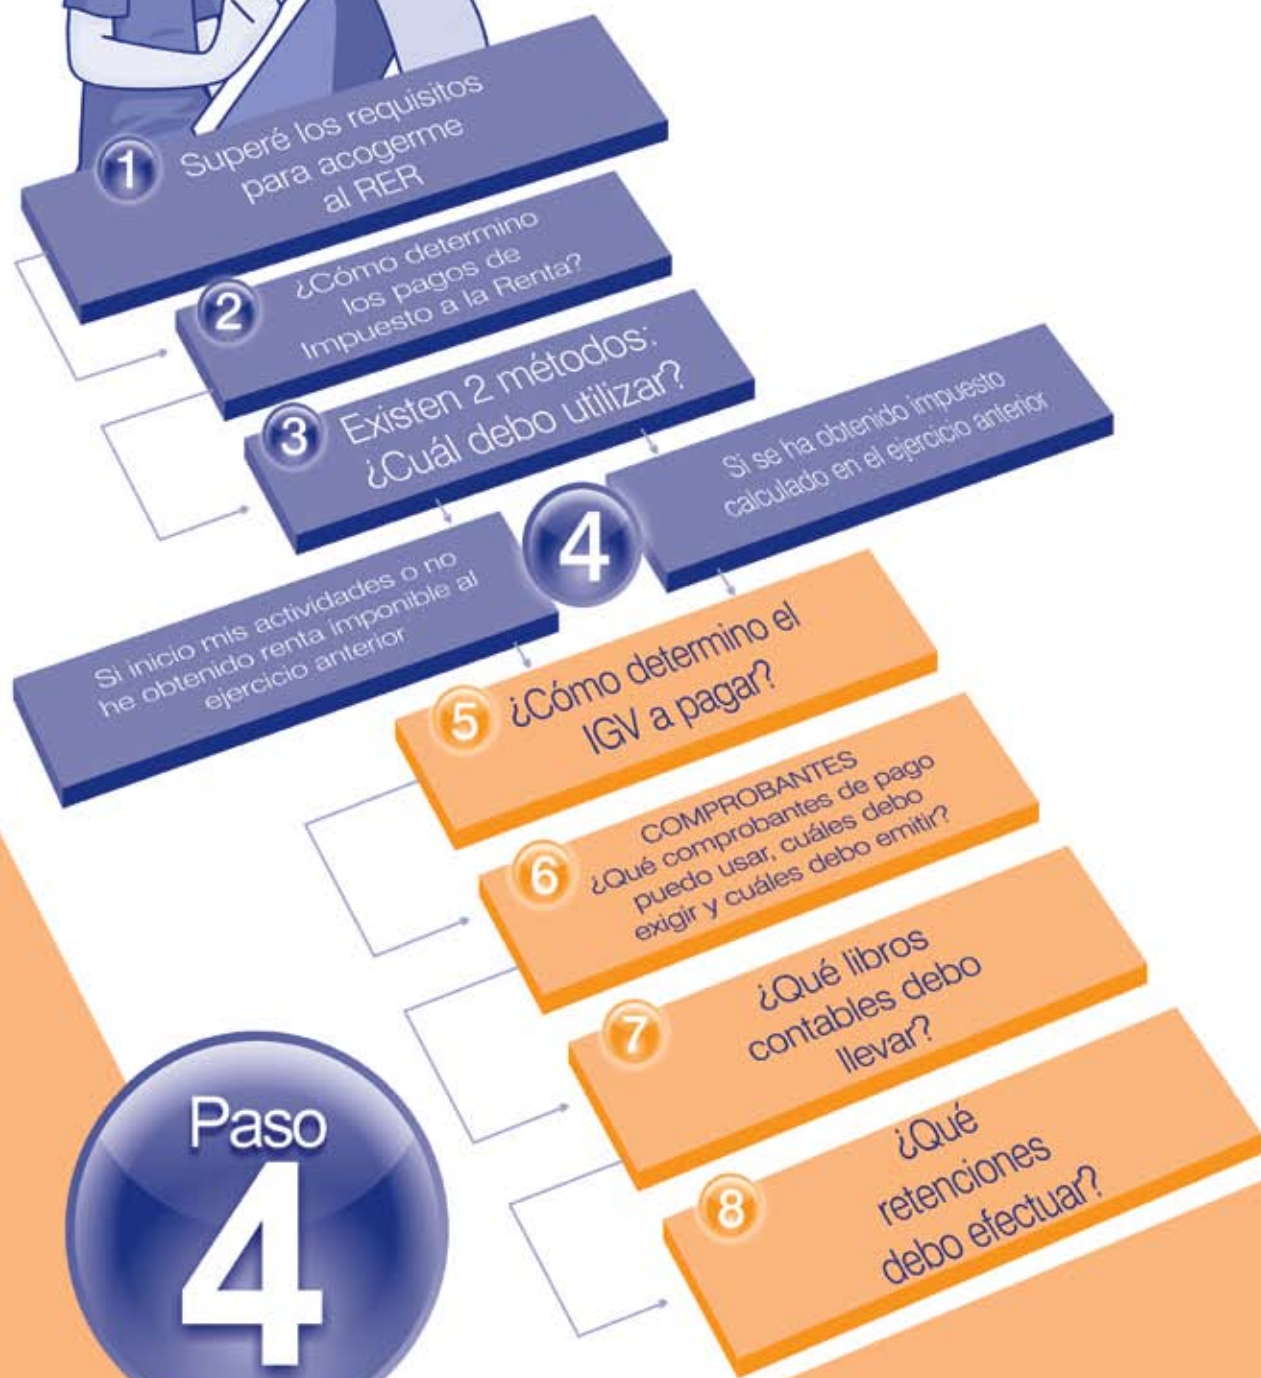 1
Superé los requisitos
para acogerme
al RER
2
¿Cómo determino
los pagos de
Impuesto a la Renta?
3
Existen 2 métodos:
¿Cuál debo utilizar?
4
Si inicio mis actividades o no
he obtenido renta imponible al
ejercicio anterior
Si se ha obtenido impuesto
calculado en el ejercicio anterior
5
¿Cómo determino el
IGV a pagar?
6
COMPROBANTES
¿Qué comprobantes de pago
puedo usar, cuáles debo
exigir y cuáles debo emitir?
7
¿Qué libros
contables debo
llevar?
8
¿Qué
retenciones
debo efectuar?
Paso
4